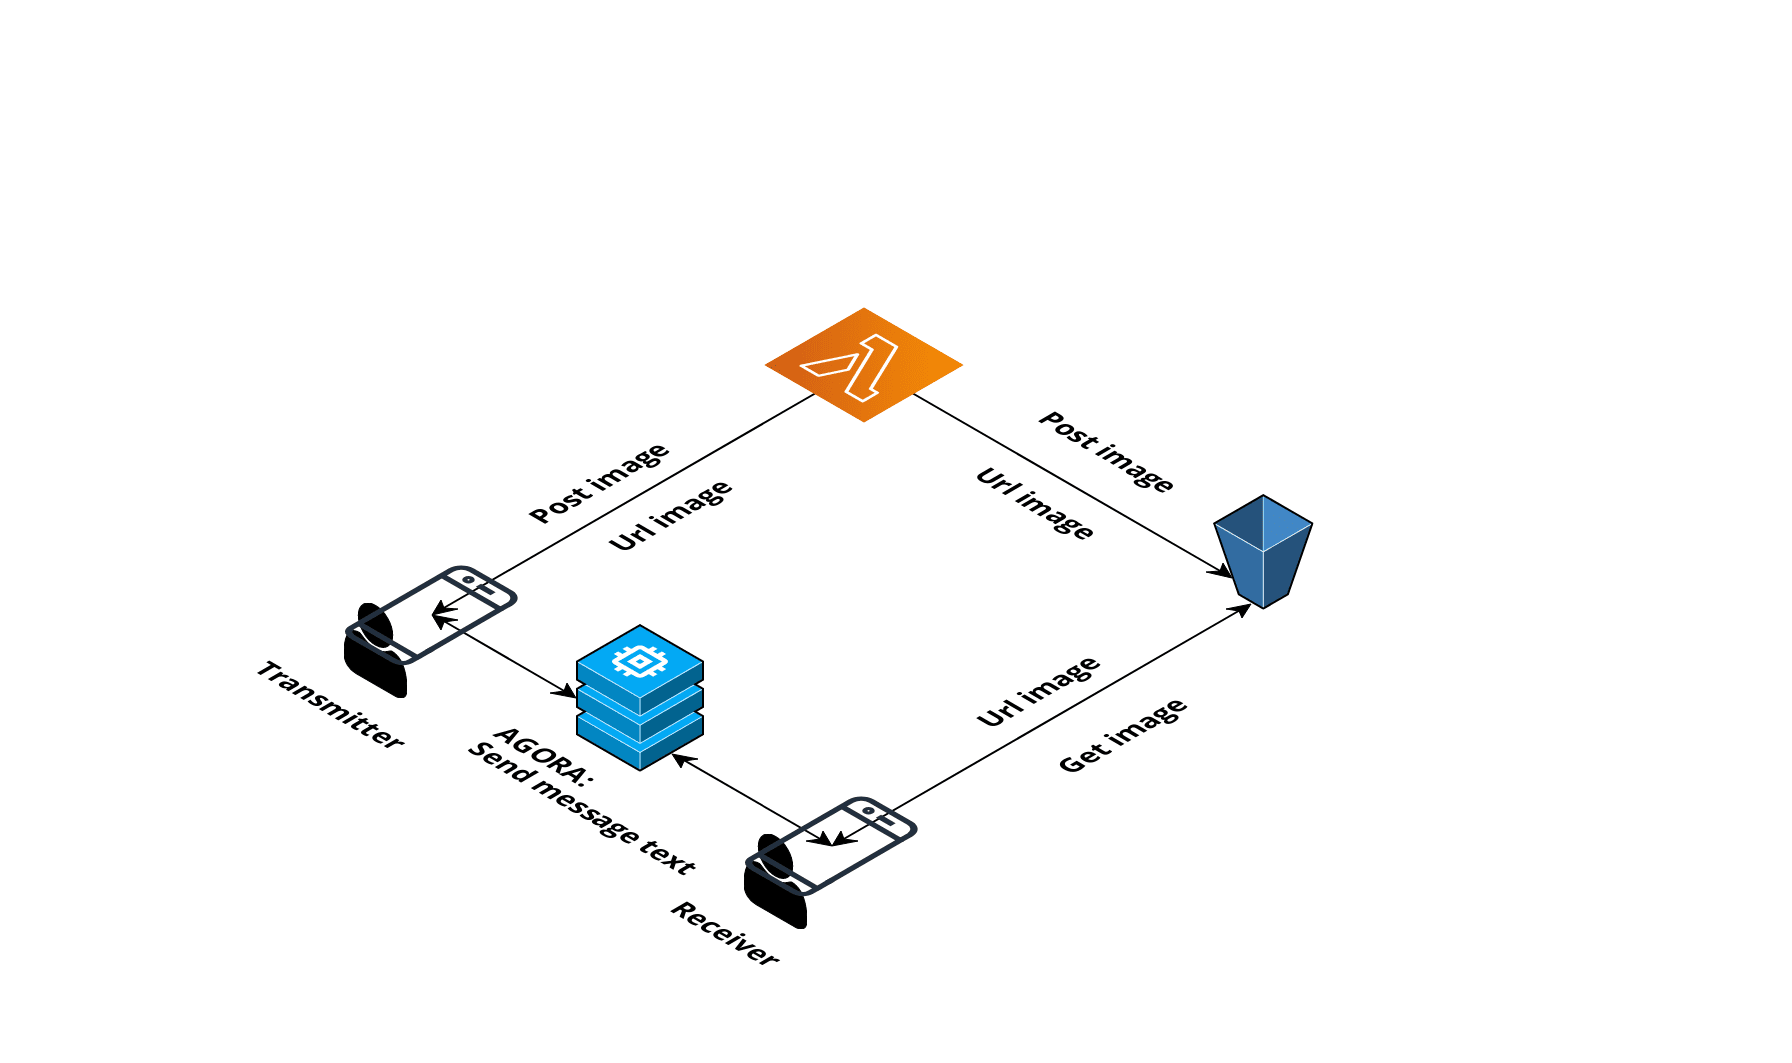 Post image
Url image
Post image
Url image
Transmitter
AGORA:
Send message text
Url image
Get image
Receiver